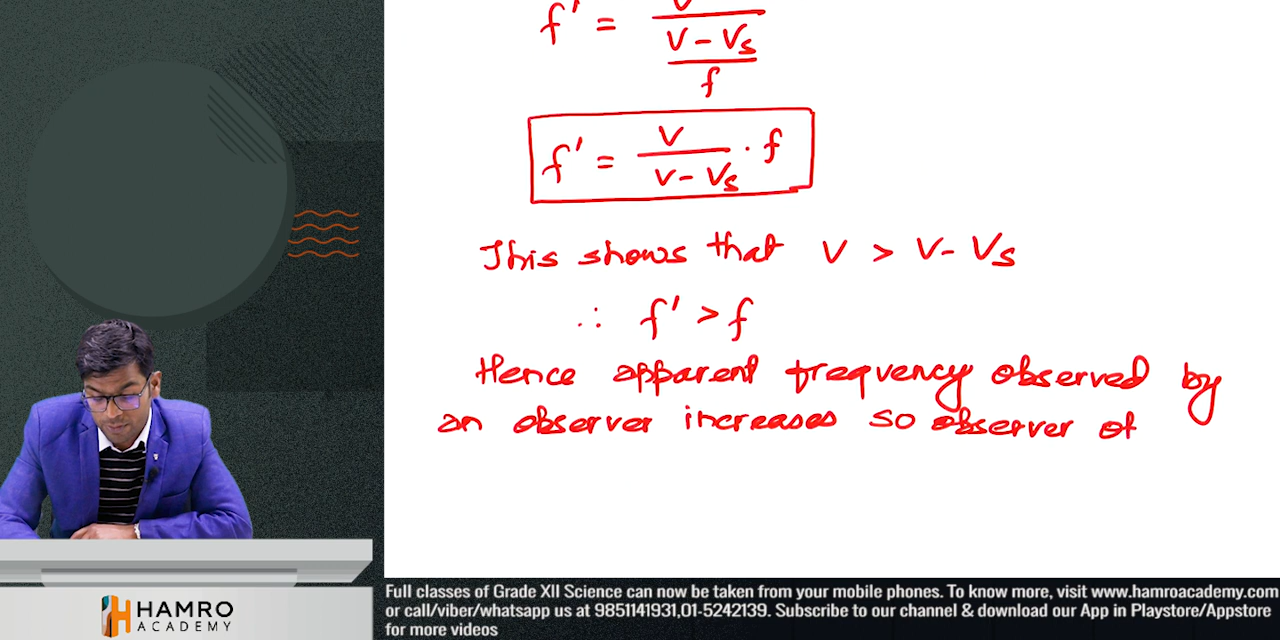 f' = V / ((V - Vs) / f)
f' = V / (V - Vs) · f
This shows that V > V - Vs
∴ f' > f
Hence apparent frequency observed by
an observer increases so observer of
HAMRO
ACADEMY
Full classes of Grade XII Science can now be taken from your mobile phones. To know more, visit www.hamroacademy.com
or call/viber/whatsapp us at 9851141931,01-5242139. Subscribe to our channel & download our App in Playstore/Appstore
for more videos